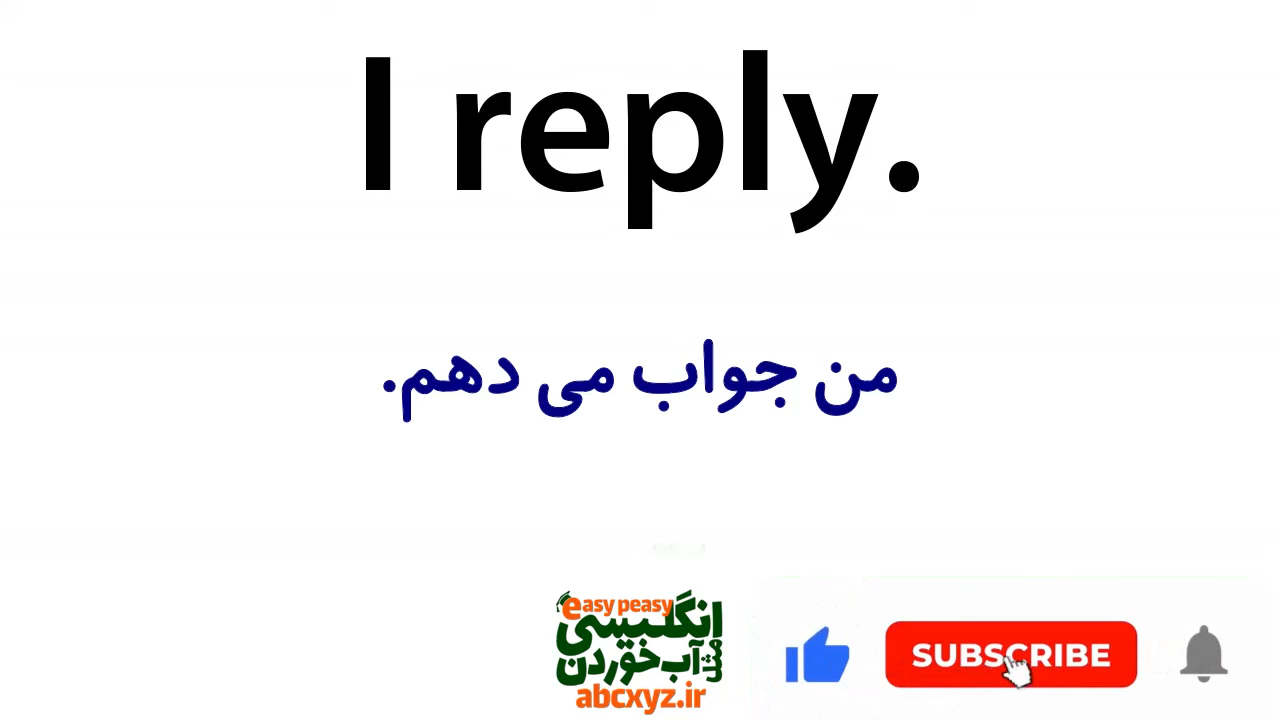 I reply.
من جواب می دهم.
easy peasy
انگلیسی
مثل
آب خوردن
abcxyz.ir
SUBSCRIBE